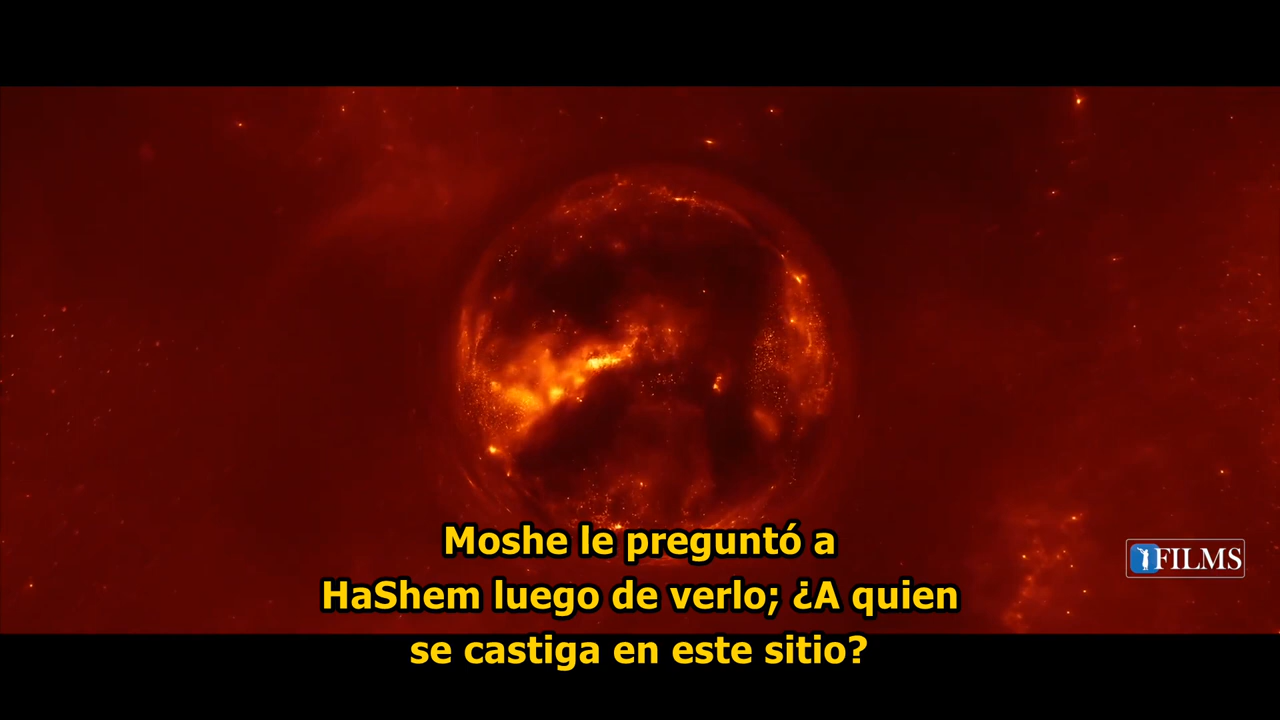 Moshe le preguntó a
HaShem luego de verlo; ¿A quien
se castiga en este sitio?
FILMS